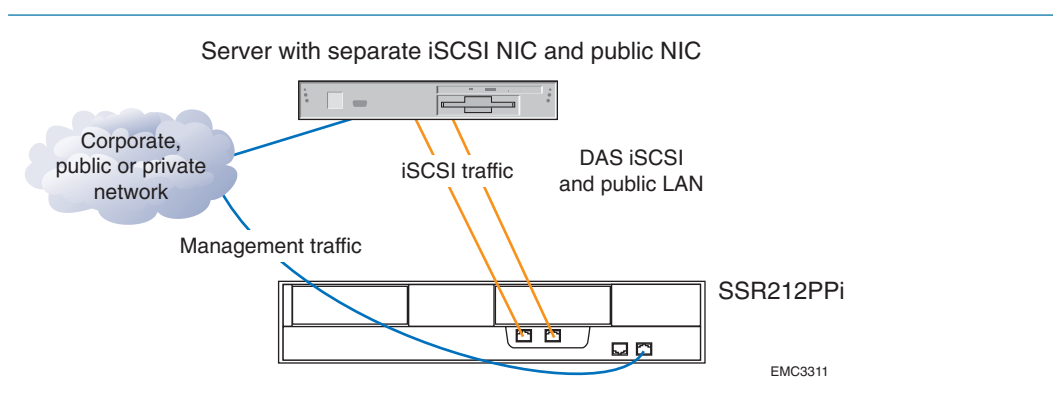 Server with separate iSCSI NIC and public NIC
Corporate,
public or private
network
iSCSI traffic
DAS iSCSI
and public LAN
Management traffic
SSR212PPi
EMC3311